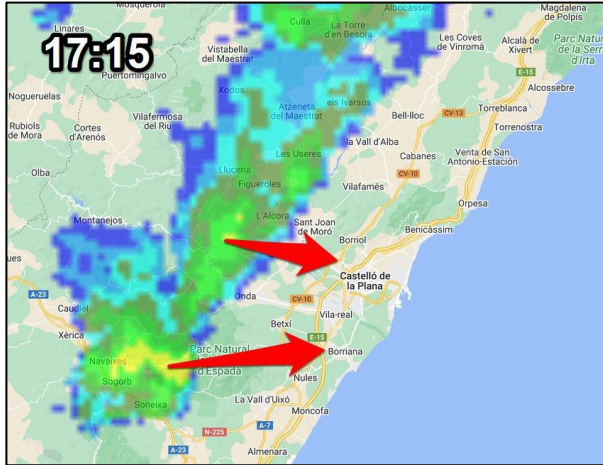 Mosqueruela
Linares
17:15
Puertomingalvo
Nogueruelas
Rubiols
de Mora
Cortes
d'Arenós
Vilafermosa
del Riu
Olba
Vistabella
del Maestrat
Xodos
Culla
La Torre
d'en Besora
Albocàsser
Atzeneta
del Maestrat
els Ivarsos
Les Useres
Llucena
Figueroles
L'Alcora
Les Coves
de Vinromà
Magdalena
de Polpis
Alcalà de
Xivert
Parc Natural
de la Serra
d'Irta
E-15
Alcossebre
Torreblanca
Torrenostra
CV-13
Bell-lloc
la Vall d'Alba
Cabanes
Venta de San
Antonio-Estación
CV-10
Vilafamés
Orpesa
Sant Joan
de Moró
Borriol
Benicàssim
Castelló de
la Plana
Montanejos
ues
A-23
Caudiel
Xèrica
Navaixes
Sogorb
Soneixa
Onda
CV-10
Vila-real
Betxí
E-15
Borriana
Parc Natural
d'Espadà
Nules
La Vall d'Uixó
Moncofa
A-7
N-225
A-23
Almenara